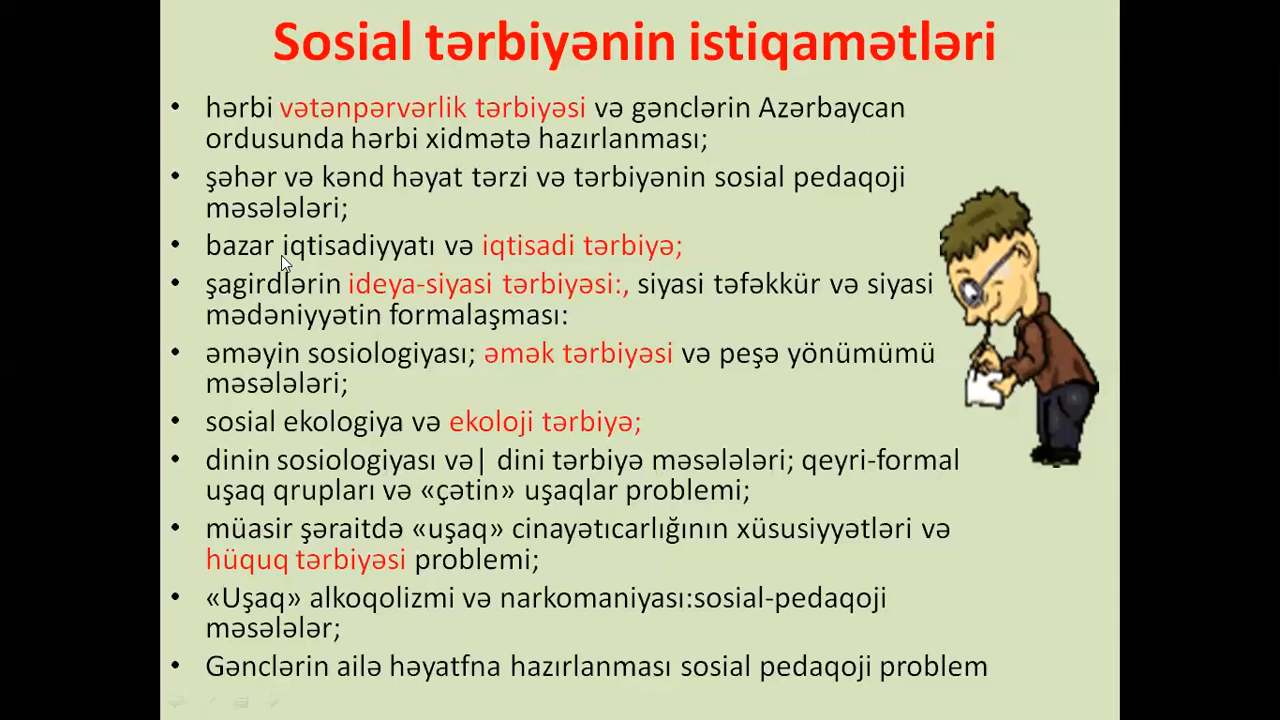 Sosial tərbiyənin istiqamətləri
• hərbi vətənpərvərlik tərbiyəsi və gənclərin Azərbaycan
ordusunda hərbi xidmətə hazırlanması;
• şəhər və kənd həyat tərzi və tərbiyənin sosial pedaqoji
məsələləri;
• bazar iqtisadiyyatı və iqtisadi tərbiyə;
• şagirdlərin ideya-siyasi tərbiyəsi:, siyasi təfəkkür və siyasi
mədəniyyətin formalaşması:
• əməyin sosiologiyası; əmək tərbiyəsi və peşə yönümümü
məsələləri;
• sosial ekologiya və ekoloji tərbiyə;
• dinin sosiologiyası və| dini tərbiyə məsələləri; qeyri-formal
uşaq qrupları və «çətin» uşaqlar problemi;
• müasir şəraitdə «uşaq» cinayətıcarlığının xüsusiyyətləri və
hüquq tərbiyəsi problemi;
• «Uşaq» alkoqolizmi və narkomaniyası:sosial-pedaqoji
məsələlər;
• Gənclərin ailə həyatfna hazırlanması sosial pedaqoji problem